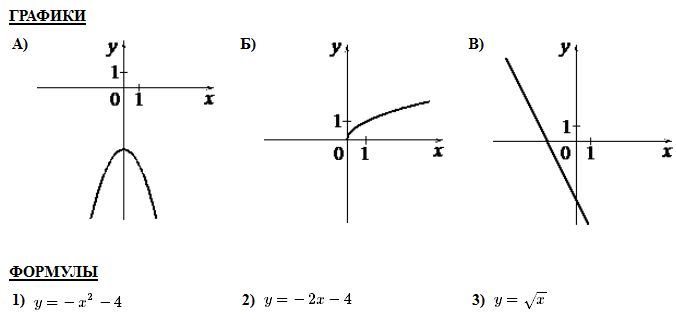 ГРАФИКИ
А) Б) В)
y y y
1
0 1 x
1
0 1 x
1
0 1 x
ФОРМУЛЫ
1) y = − x² − 4 2) y = − 2x − 4 3) y = √x